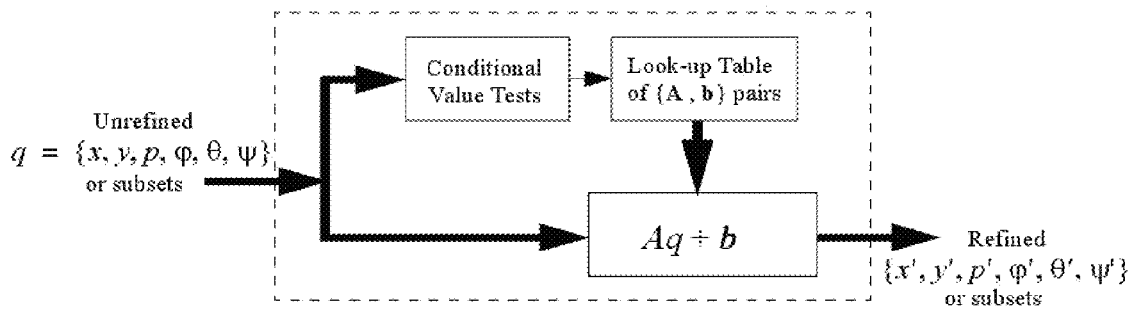 Conditional
Value Tests
Look-up Table
of {A , b} pairs
Unrefined
q = {x, y, p, φ, θ, ψ}
or subsets
Aq + b
Refined
{x', y', p', φ', θ', ψ'}
or subsets